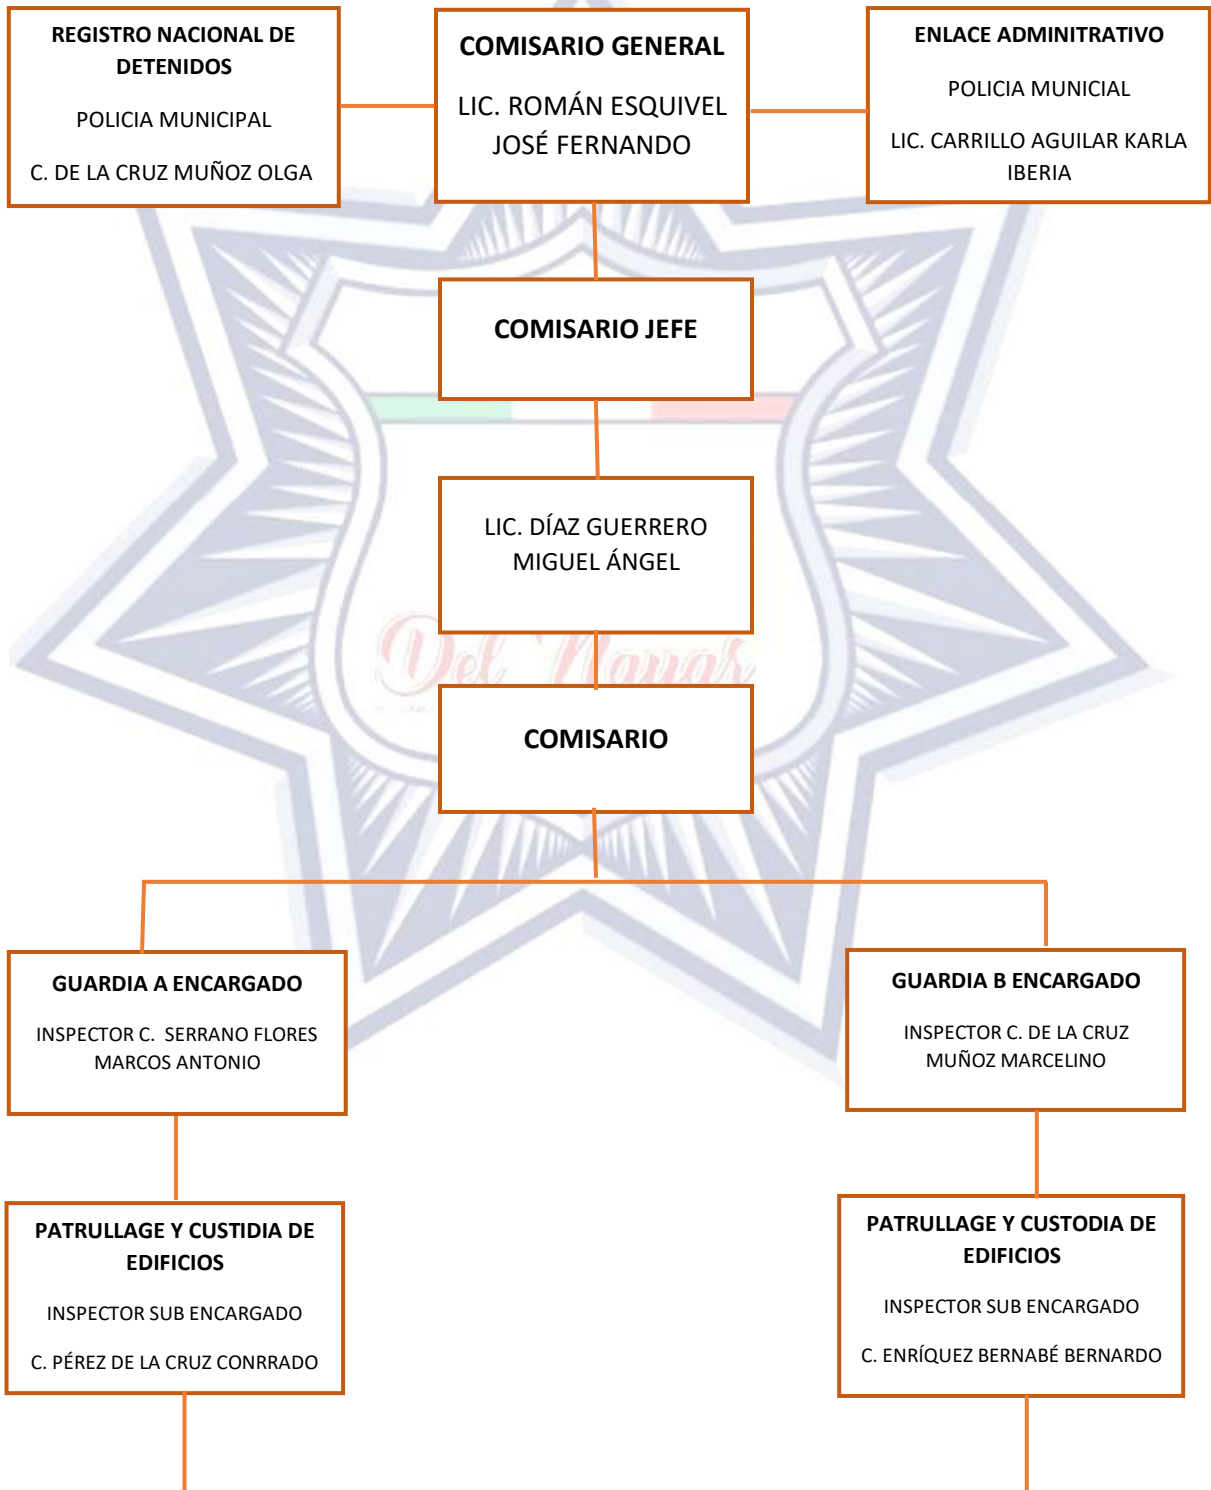 REGISTRO NACIONAL DE
DETENIDOS
POLICIA MUNICIPAL
C. DE LA CRUZ MUÑOZ OLGA
COMISARIO GENERAL
LIC. ROMÁN ESQUIVEL
JOSÉ FERNANDO
ENLACE ADMINITRATIVO
POLICIA MUNICIAL
LIC. CARRILLO AGUILAR KARLA
IBERIA
COMISARIO JEFE
LIC. DÍAZ GUERRERO
MIGUEL ÁNGEL
Del Nayar
COMISARIO
GUARDIA A ENCARGADO
INSPECTOR C. SERRANO FLORES
MARCOS ANTONIO
GUARDIA B ENCARGADO
INSPECTOR C. DE LA CRUZ
MUÑOZ MARCELINO
PATRULLAGE Y CUSTIDIA DE
EDIFICIOS
INSPECTOR SUB ENCARGADO
C. PÉREZ DE LA CRUZ CONRRADO
PATRULLAGE Y CUSTODIA DE
EDIFICIOS
INSPECTOR SUB ENCARGADO
C. ENRÍQUEZ BERNABÉ BERNARDO